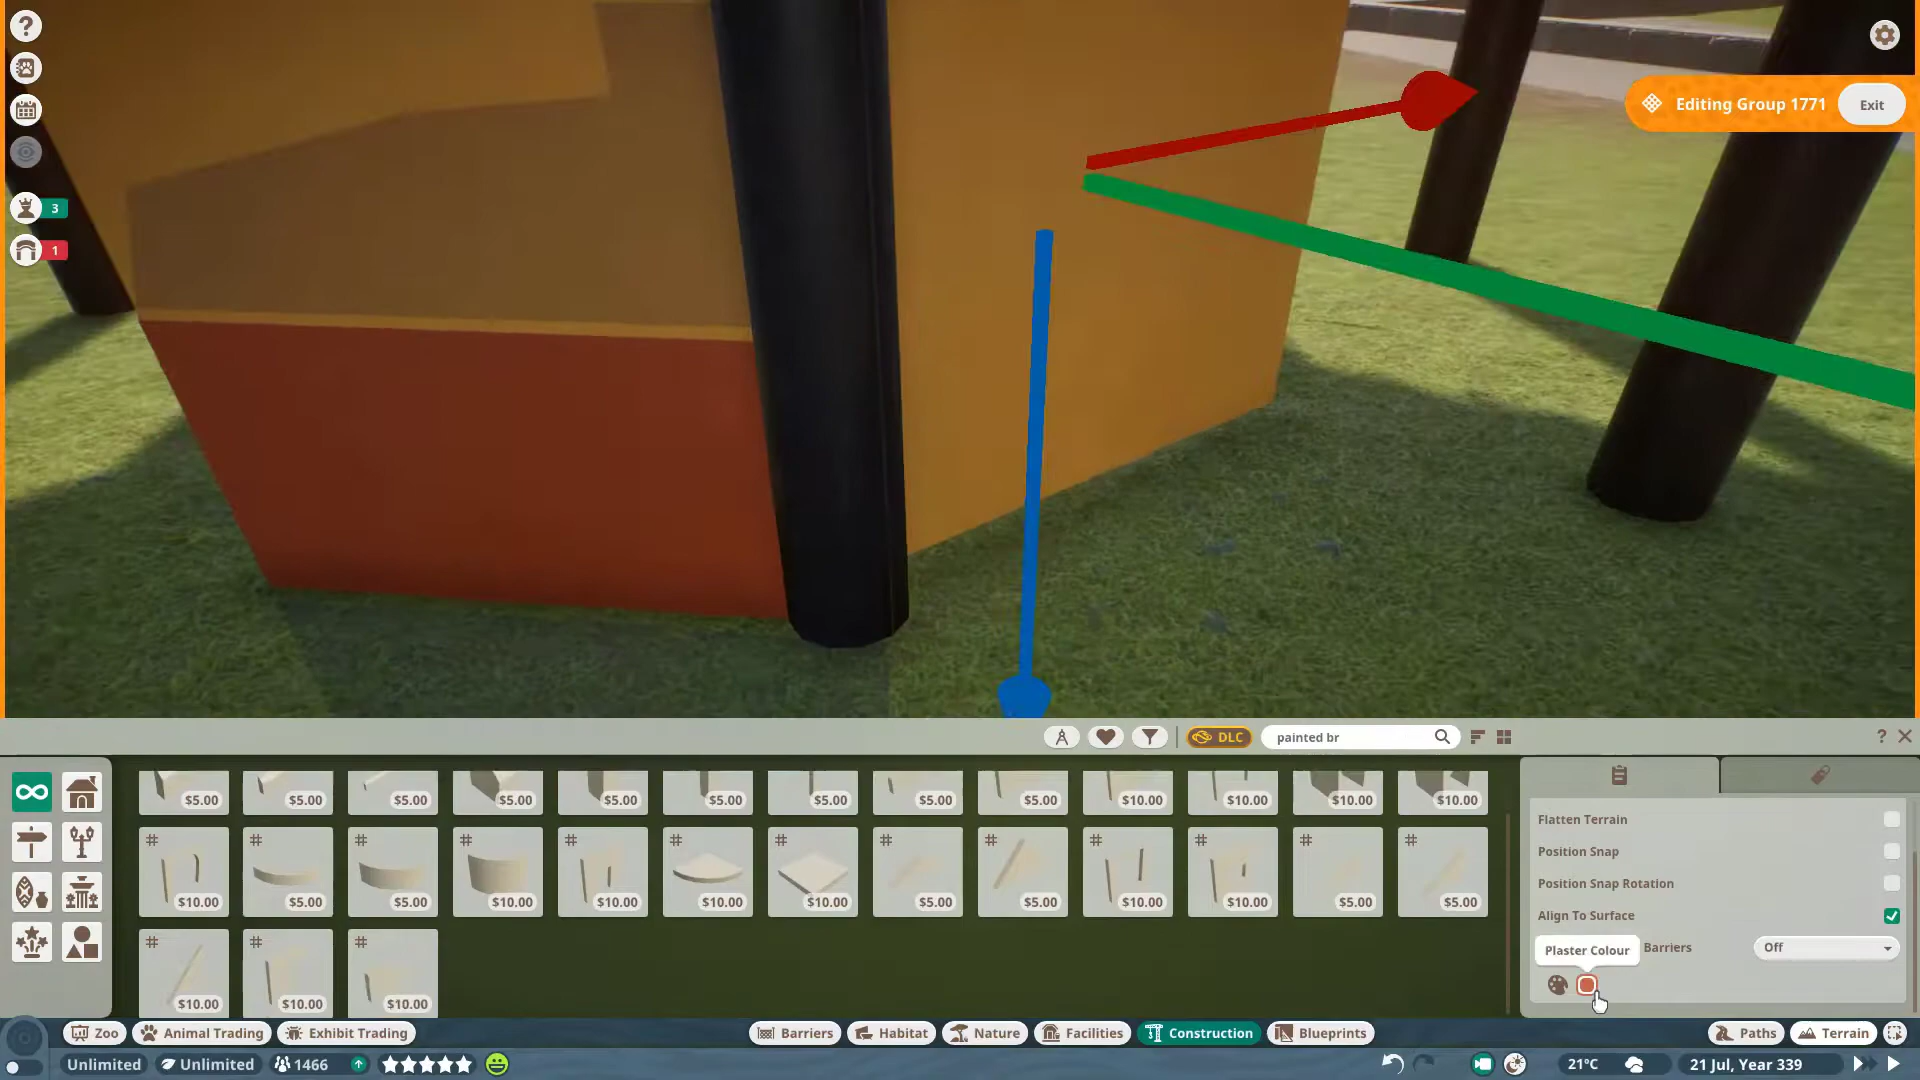 ?
Editing Group 1771
Exit
3
1
DLC
painted br
?
$5.00
$5.00
$5.00
$5.00
$5.00
$5.00
$5.00
$5.00
$5.00
$10.00
$10.00
$10.00
$10.00
$10.00
$5.00
$5.00
$10.00
$10.00
$10.00
$10.00
$5.00
$5.00
$10.00
$10.00
$5.00
$5.00
$10.00
$10.00
$10.00
Flatten Terrain
Position Snap
Position Snap Rotation
Align To Surface
Plaster Colour
Barriers
Off
Zoo
Animal Trading
Exhibit Trading
Barriers
Habitat
Nature
Facilities
Construction
Blueprints
Paths
Terrain
Unlimited
Unlimited
1466
21°C
21 Jul, Year 339